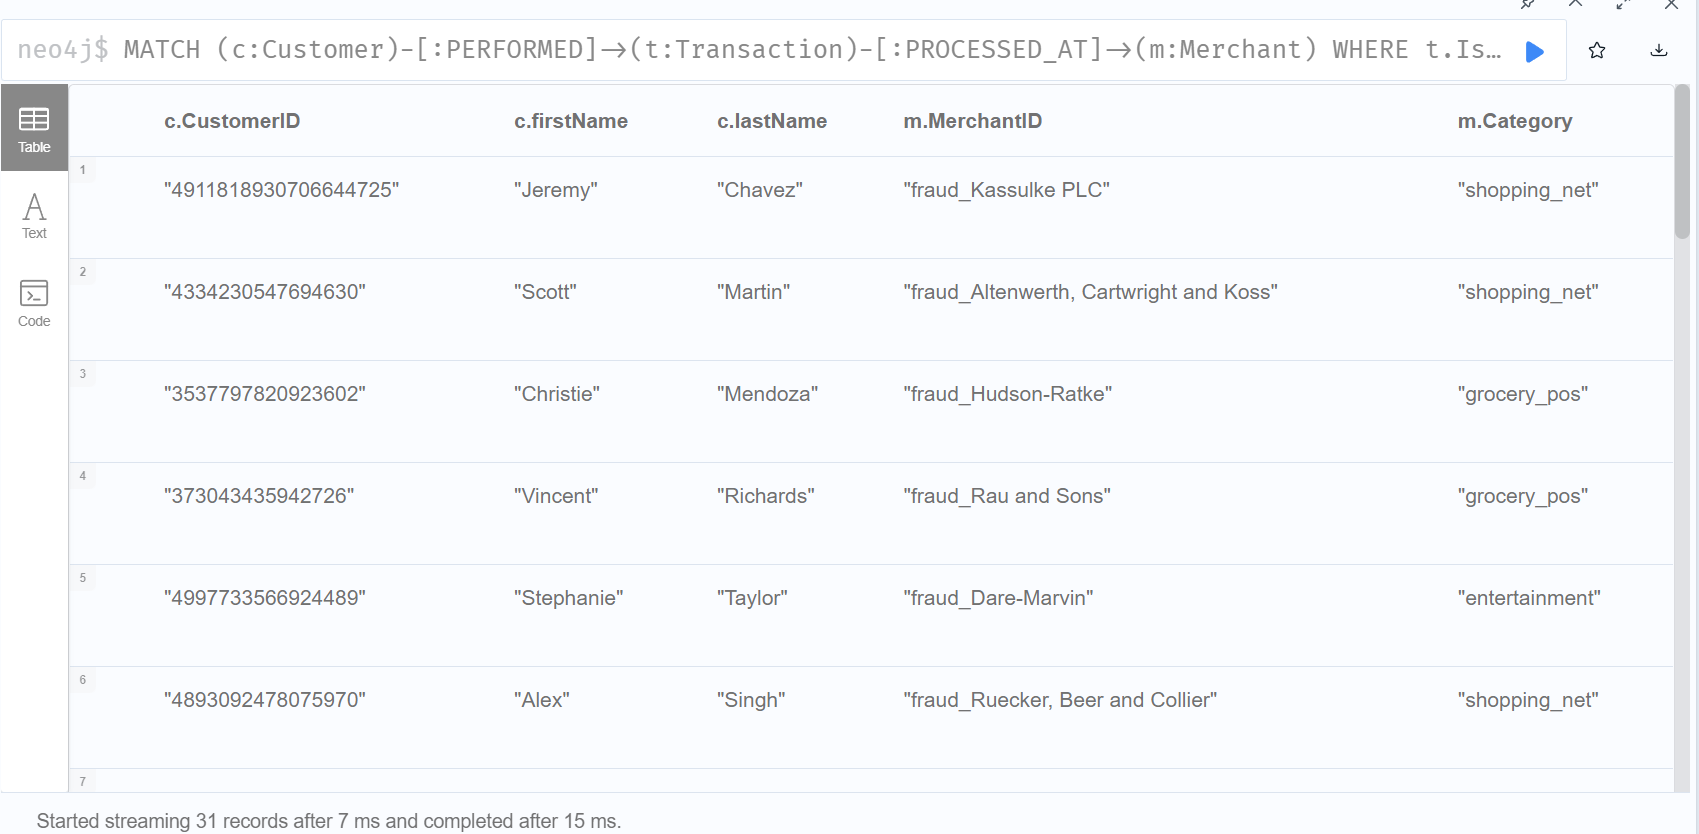 neo4j$ MATCH (c:Customer)-[:PERFORMED]→(t:Transaction)-[:PROCESSED_AT]→(m:Merchant) WHERE t.Is…
Table
Text
Code
c.CustomerID c.firstName c.lastName m.MerchantID m.Category
1
"4911818930706644725" "Jeremy" "Chavez" "fraud_Kassulke PLC" "shopping_net"
2
"4334230547694630" "Scott" "Martin" "fraud_Altenwerth, Cartwright and Koss" "shopping_net"
3
"3537797820923602" "Christie" "Mendoza" "fraud_Hudson-Ratke" "grocery_pos"
4
"373043435942726" "Vincent" "Richards" "fraud_Rau and Sons" "grocery_pos"
5
"4997733566924489" "Stephanie" "Taylor" "fraud_Dare-Marvin" "entertainment"
6
"4893092478075970" "Alex" "Singh" "fraud_Ruecker, Beer and Collier" "shopping_net"
7
Started streaming 31 records after 7 ms and completed after 15 ms.